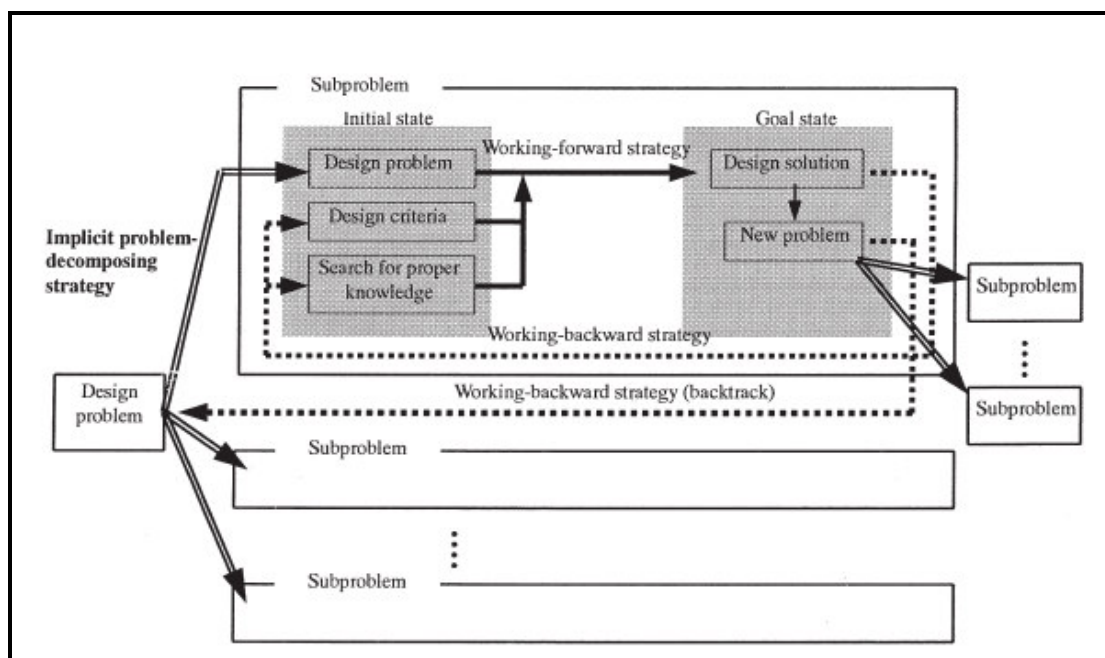 Subproblem
Initial state
Goal state
Working-forward strategy
Design problem
Design solution
Design criteria
New problem
Implicit problem-
decomposing
strategy
Search for proper
knowledge
Subproblem
Working-backward strategy
Design
problem
Working-backward strategy (backtrack)
Subproblem
Subproblem
Subproblem